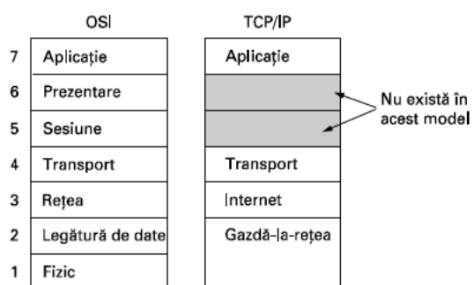 OSI TCP/IP
7 Aplicație Aplicație
6 Prezentare
5 Sesiune
Nu există în
acest model
4 Transport Transport
3 Rețea Internet
2 Legătură de date Gazdă-la-rețea
1 Fizic